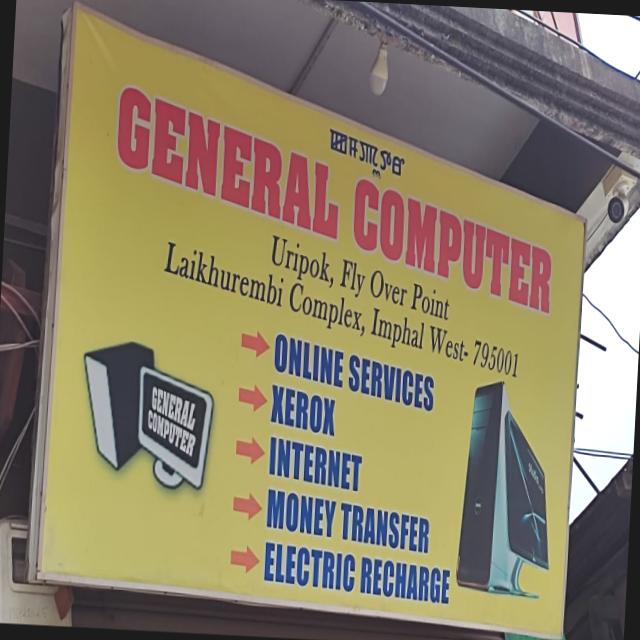 GENERAL COMPUTER
Uripok, Fly Over Point
Laikhurembi Complex, Imphal West- 795001
ONLINE SERVICES
XEROX
INTERNET
MONEY TRANSFER
ELECTRIC RECHARGE
GENERAL
COMPUTER